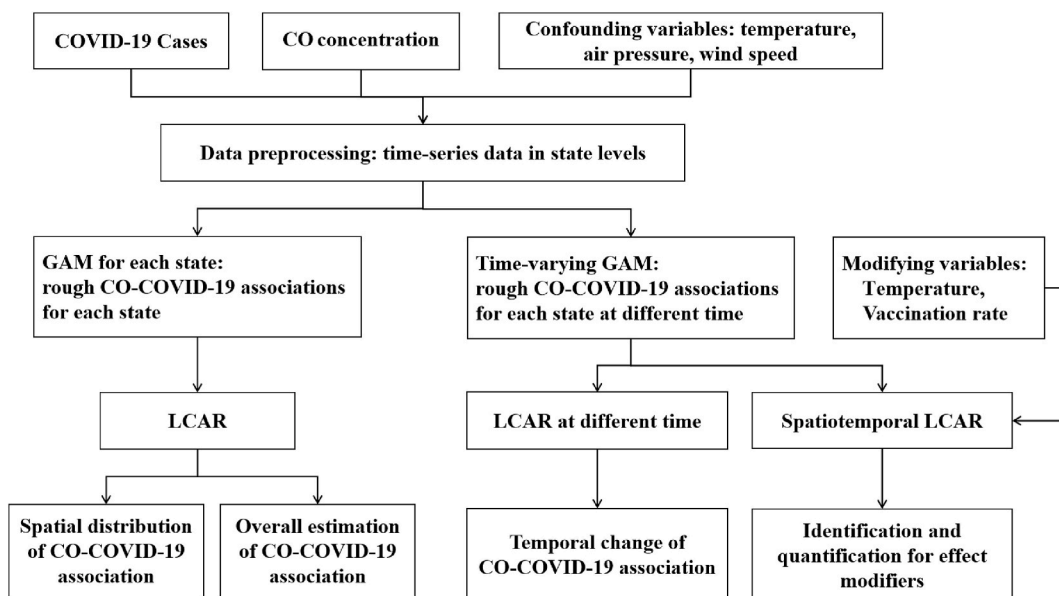 COVID-19 Cases
CO concentration
Confounding variables: temperature,
air pressure, wind speed
Data preprocessing: time-series data in state levels
GAM for each state:
rough CO-COVID-19 associations
for each state
Time-varying GAM:
rough CO-COVID-19 associations
for each state at different time
Modifying variables:
Temperature,
Vaccination rate
LCAR
LCAR at different time
Spatiotemporal LCAR
Spatial distribution
of CO-COVID-19
association
Overall estimation
of CO-COVID-19
association
Temporal change of
CO-COVID-19 association
Identification and
quantification for effect
modifiers